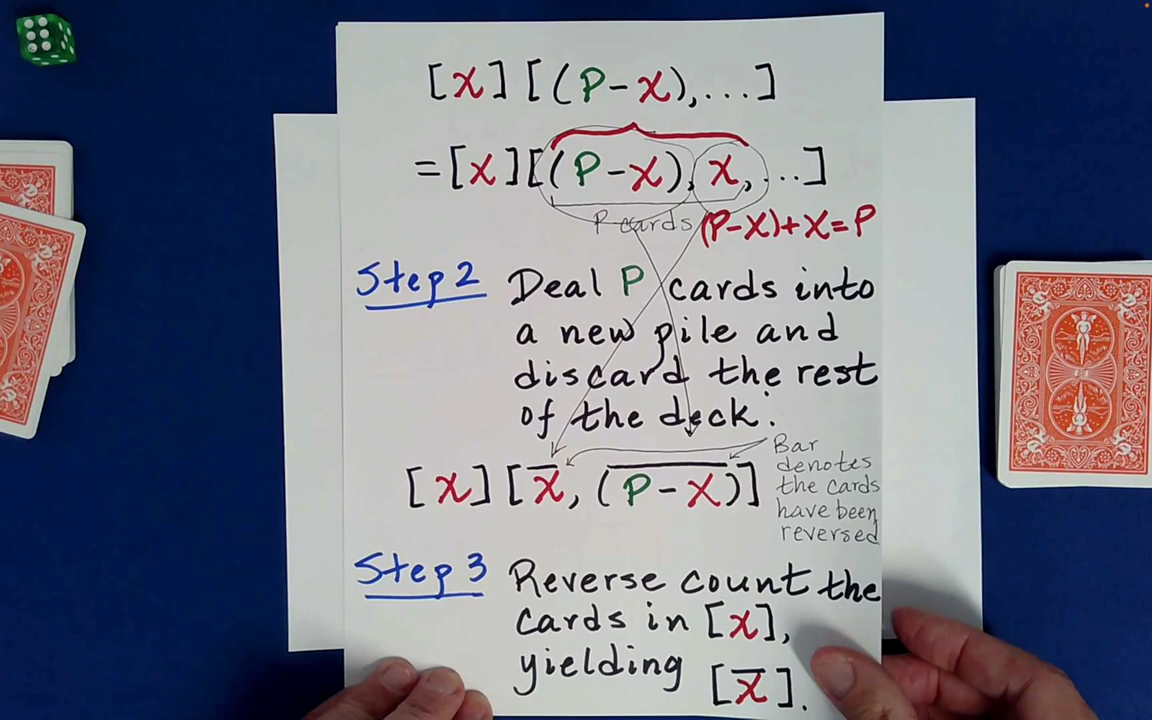 [x][(P-x),...]
=[x][(P-x), x,...]
P cards (P-x)+x=P
Step 2 Deal P cards into
a new pile and
discard the rest
of the deck:
[x][x̅, (P̅-̅x̅)]
Bar
denotes
the cards
have been
reversed
Step 3 Reverse count the
cards in [x],
yielding [x̅].